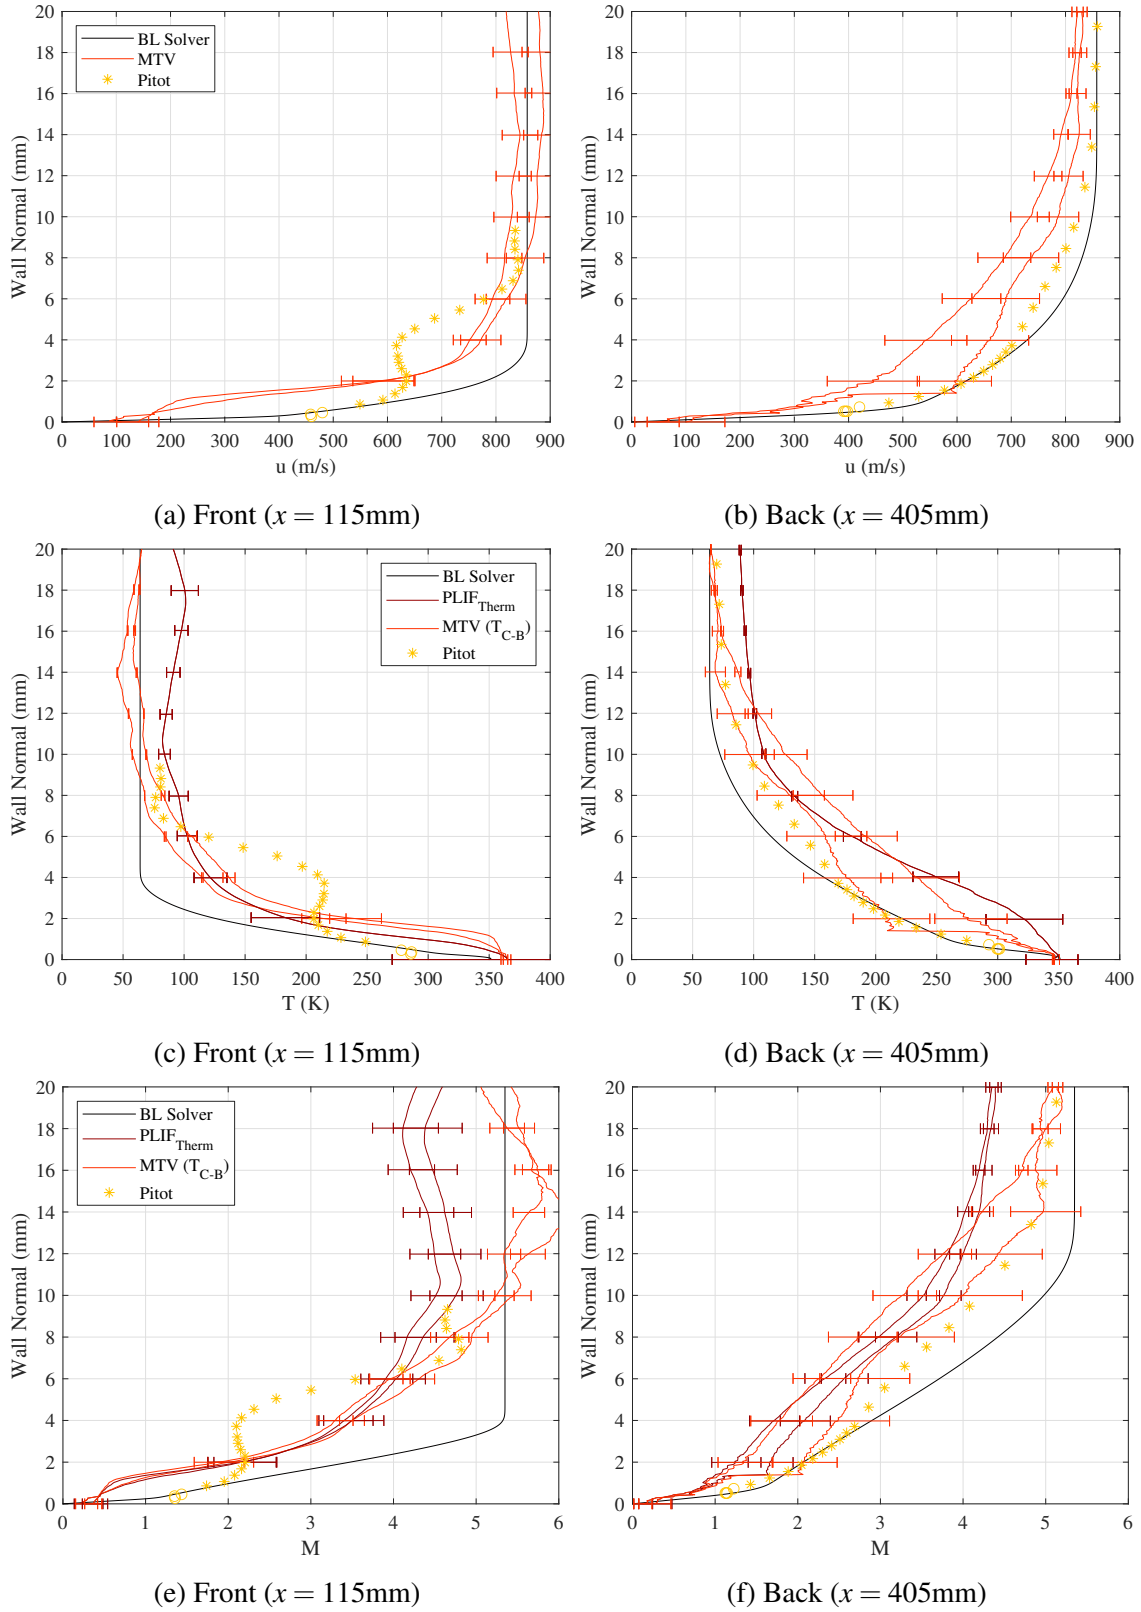 20
18
16
14
12
10
8
6
4
2
0
Wall Normal (mm)
BL Solver
MTV
Pitot
0 100 200 300 400 500 600 700 800 900
u (m/s)
(a) Front (x = 115mm)
20
18
16
14
12
10
8
6
4
2
0
Wall Normal (mm)
0 100 200 300 400 500 600 700 800 900
u (m/s)
(b) Back (x = 405mm)
20
18
16
14
12
10
8
6
4
2
0
Wall Normal (mm)
BL Solver
PLIF_Therm
MTV (T_C-B)
Pitot
0 50 100 150 200 250 300 350 400
T (K)
(c) Front (x = 115mm)
20
18
16
14
12
10
8
6
4
2
0
Wall Normal (mm)
0 50 100 150 200 250 300 350 400
T (K)
(d) Back (x = 405mm)
20
18
16
14
12
10
8
6
4
2
0
Wall Normal (mm)
BL Solver
PLIF_Therm
MTV (T_C-B)
Pitot
0 1 2 3 4 5 6
M
(e) Front (x = 115mm)
20
18
16
14
12
10
8
6
4
2
0
Wall Normal (mm)
0 1 2 3 4 5 6
M
(f) Back (x = 405mm)